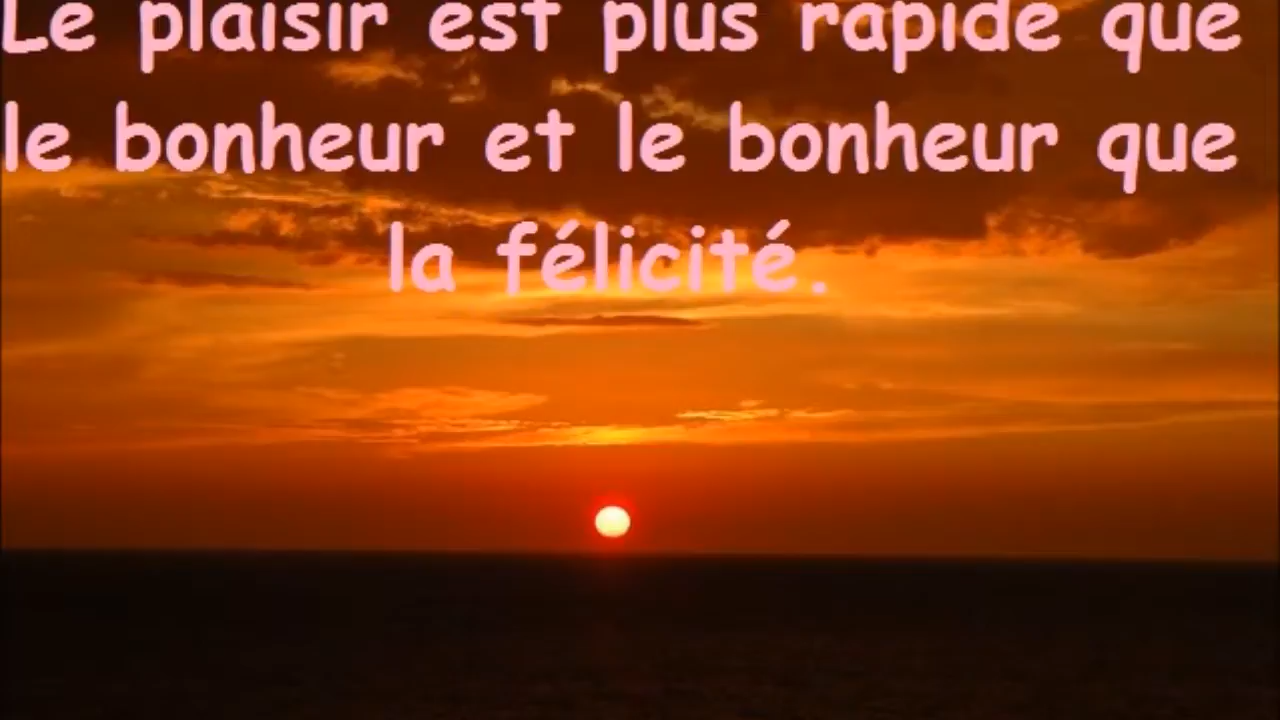 Le plaisir est plus rapide que
le bonheur et le bonheur que
la félicité.